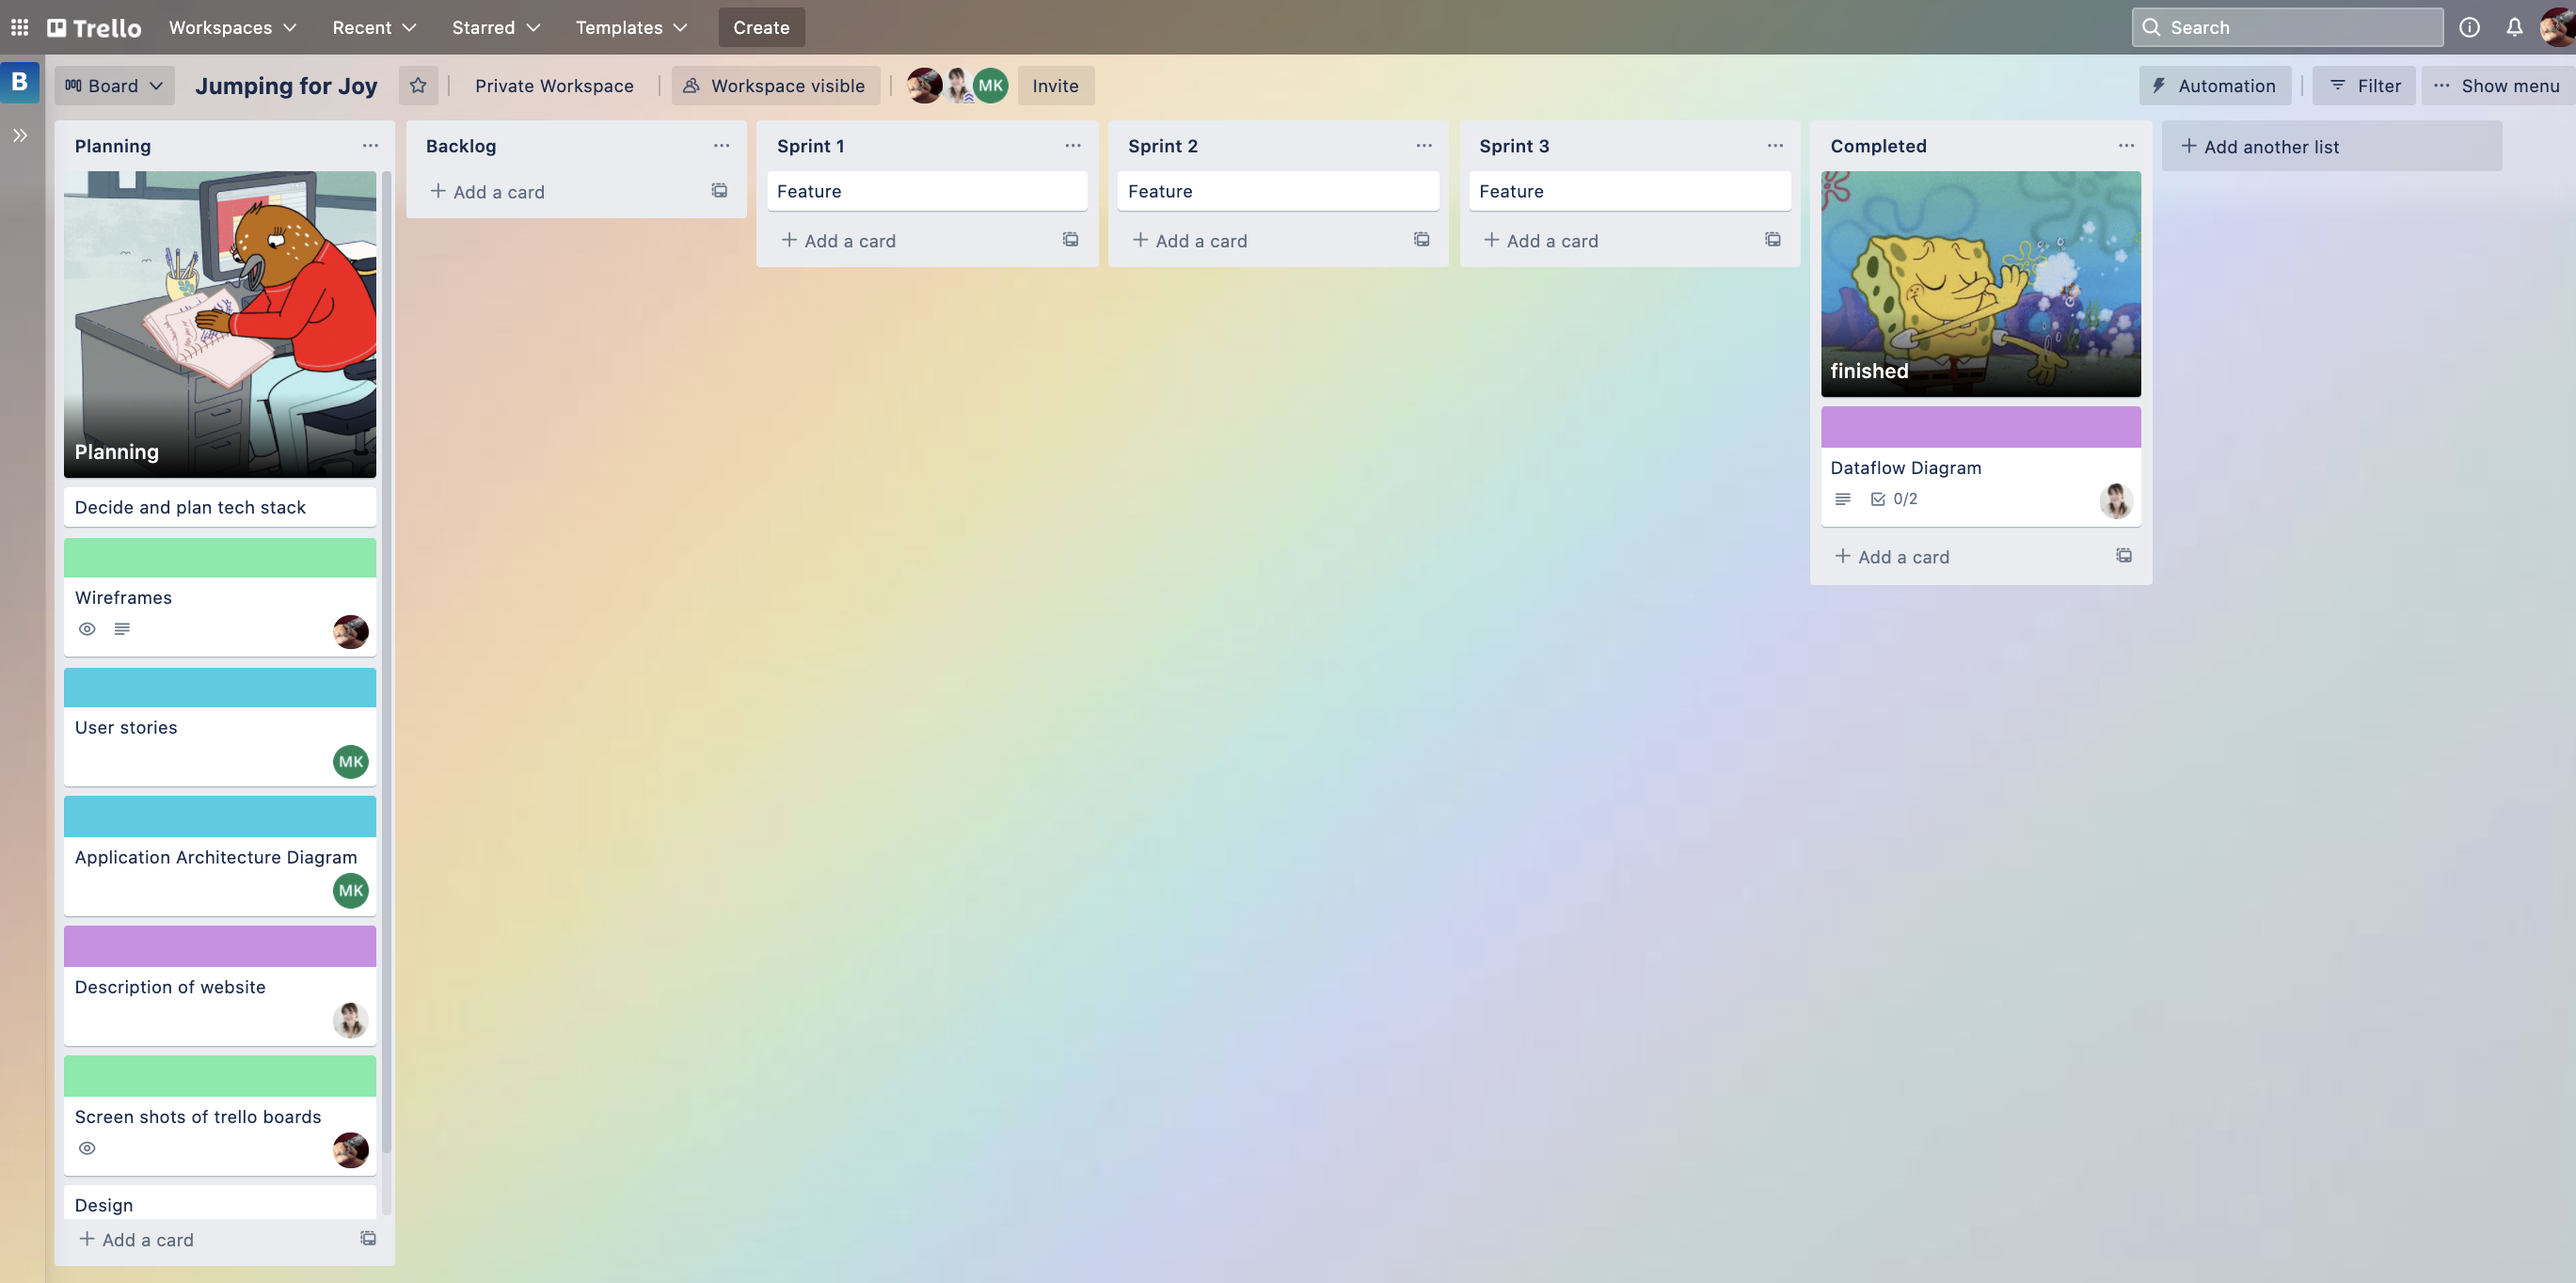 Trello Workspaces Recent Starred Templates Create Search
B Board Jumping for Joy Private Workspace Workspace visible MK Invite Automation Filter Show menu
Planning
Planning
Decide and plan tech stack
Wireframes
User stories
MK
Application Architecture Diagram
MK
Description of website
Screen shots of trello boards
Design
Add a card
Backlog
Add a card
Sprint 1
Feature
Add a card
Sprint 2
Feature
Add a card
Sprint 3
Feature
Add a card
Completed
finished
Dataflow Diagram
0/2
Add a card
Add another list